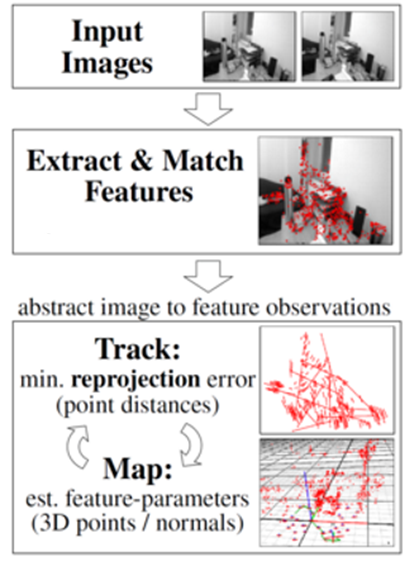 Input
Images
Extract & Match
Features
abstract image to feature observations
Track:
min. reprojection error
(point distances)
Map:
est. feature-parameters
(3D points / normals)